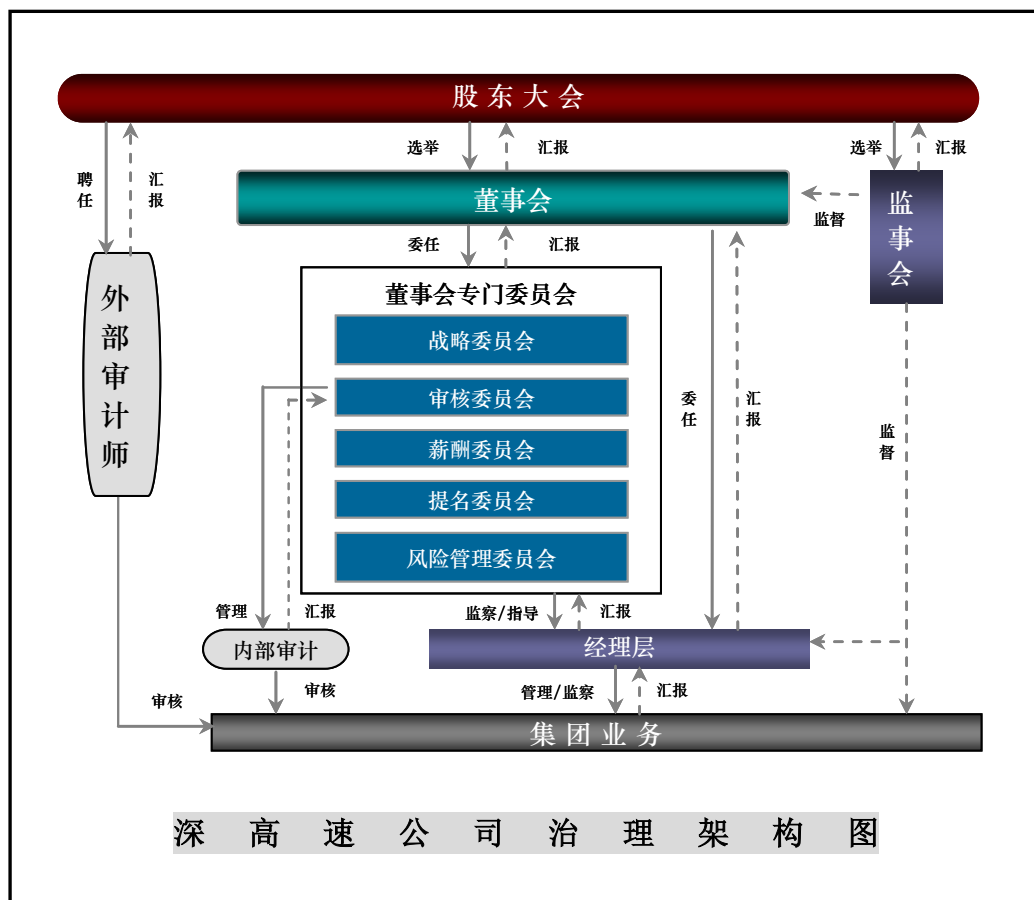 股东大会
选举
汇报
选举
汇报
聘任
汇报
董事会
监督
监事会
委任
汇报
外部审计师
董事会专门委员会
战略委员会
审核委员会
委任
汇报
监督
薪酬委员会
提名委员会
风险管理委员会
管理
汇报
监察/指导
汇报
内部审计
经理层
审核
审核
管理/监察
汇报
集团业务
深高速公司治理架构图